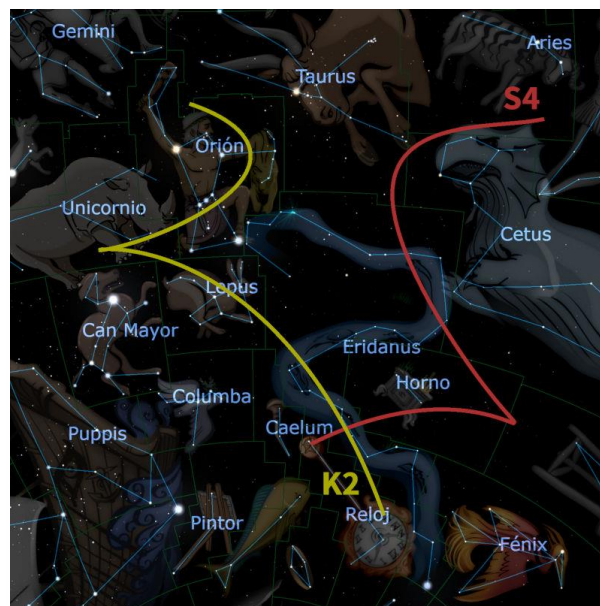 Gemini
Aries
Taurus
S4
Orión
Unicornio
Cetus
Lepus
Can Mayor
Eridanus
Horno
Columba
Caelum
Puppis
K2
Pintor
Reloj
Fénix